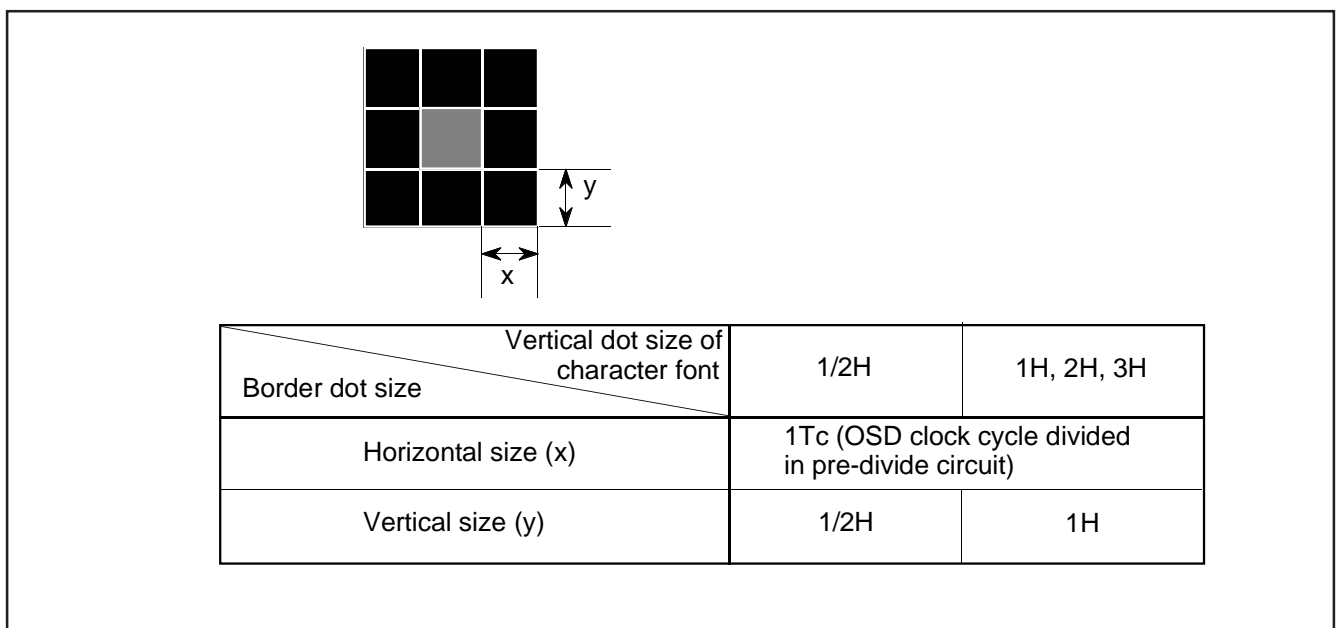 y
x
Vertical dot size of
character font
Border dot size
1/2H
1H, 2H, 3H
Horizontal size (x)
1Tc (OSD clock cycle divided
in pre-divide circuit)
Vertical size (y)
1/2H
1H